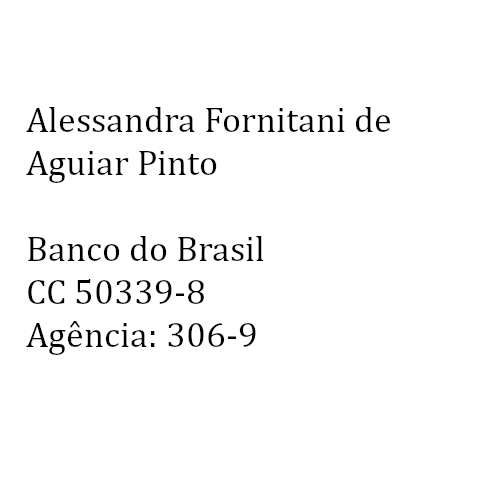 Alessandra Fornitani de
Aguiar Pinto
Banco do Brasil
CC 50339-8
Agência: 306-9